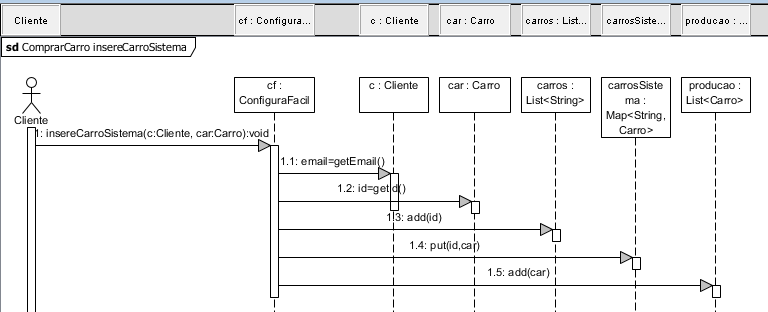 Cliente
cf : Configura...
c : Cliente
car : Carro
carros : List...
carrosSiste...
producao : ...
sd ComprarCarro insereCarroSistema
cf :
ConfiguraFacil
c : Cliente
car : Carro
carros :
List<String>
carrosSiste
ma :
Map<String,
Carro>
producao :
List<Carro>
Cliente
1: insereCarroSistema(c:Cliente, car:Carro):void
1.1: email=getEmail()
1.2: id=getId()
1.3: add(id)
1.4: put(id,car)
1.5: add(car)